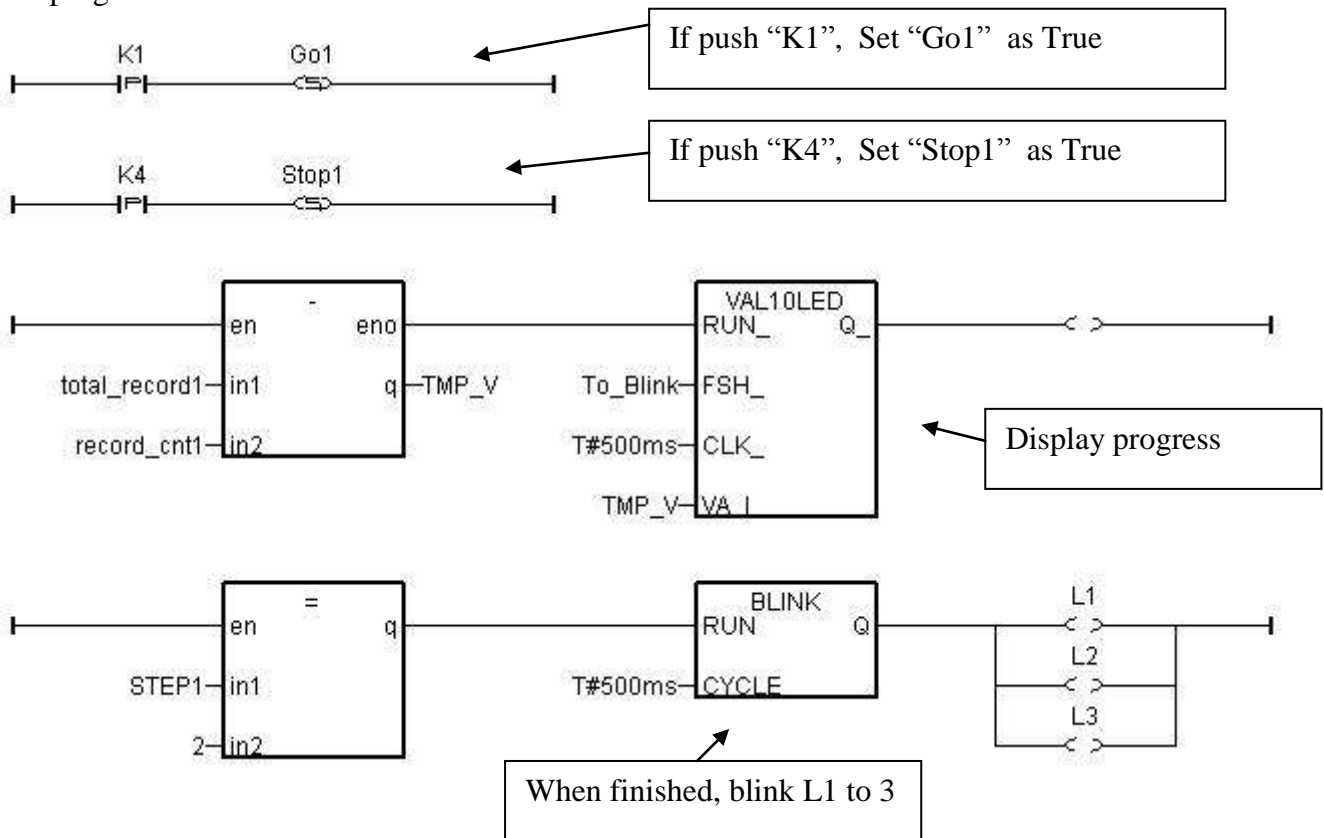 If push “K1”, Set “Go1” as True
K1 Go1
P S
If push “K4”, Set “Stop1” as True
K4 Stop1
P S
- VAL10LED
en eno RUN_ Q_
total_record1 in1 q TMP_V To_Blink FSH_
record_cnt1 in2 T#500ms CLK_
Display progress
TMP_V
= BLINK L1
en q RUN Q
L2
STEP1 in1 T#500ms CYCLE
L3
2 in2
When finished, blink L1 to 3